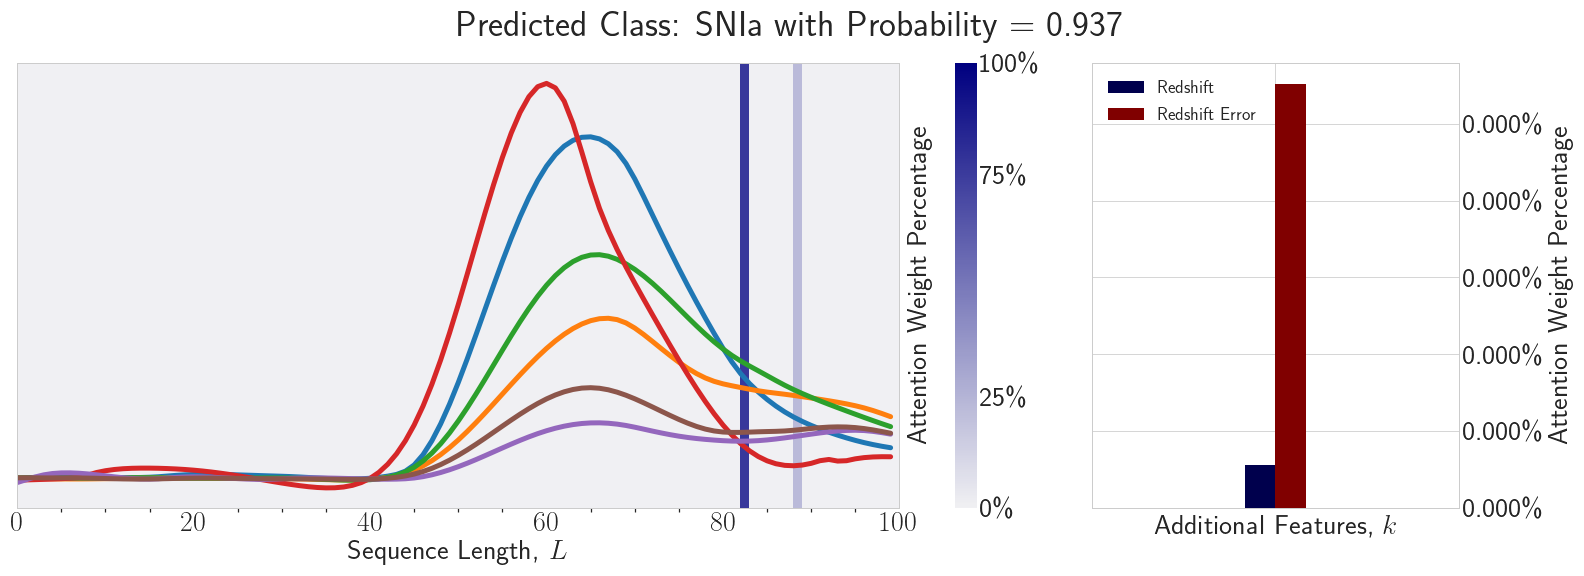 Predicted Class: SNIa with Probability = 0.937
0
20
40
60
80
100
Sequence Length, L
100%
75%
25%
0%
Attention Weight Percentage
Redshift
Redshift Error
Additional Features, k
0.000%
0.000%
0.000%
0.000%
0.000%
0.000%
Attention Weight Percentage